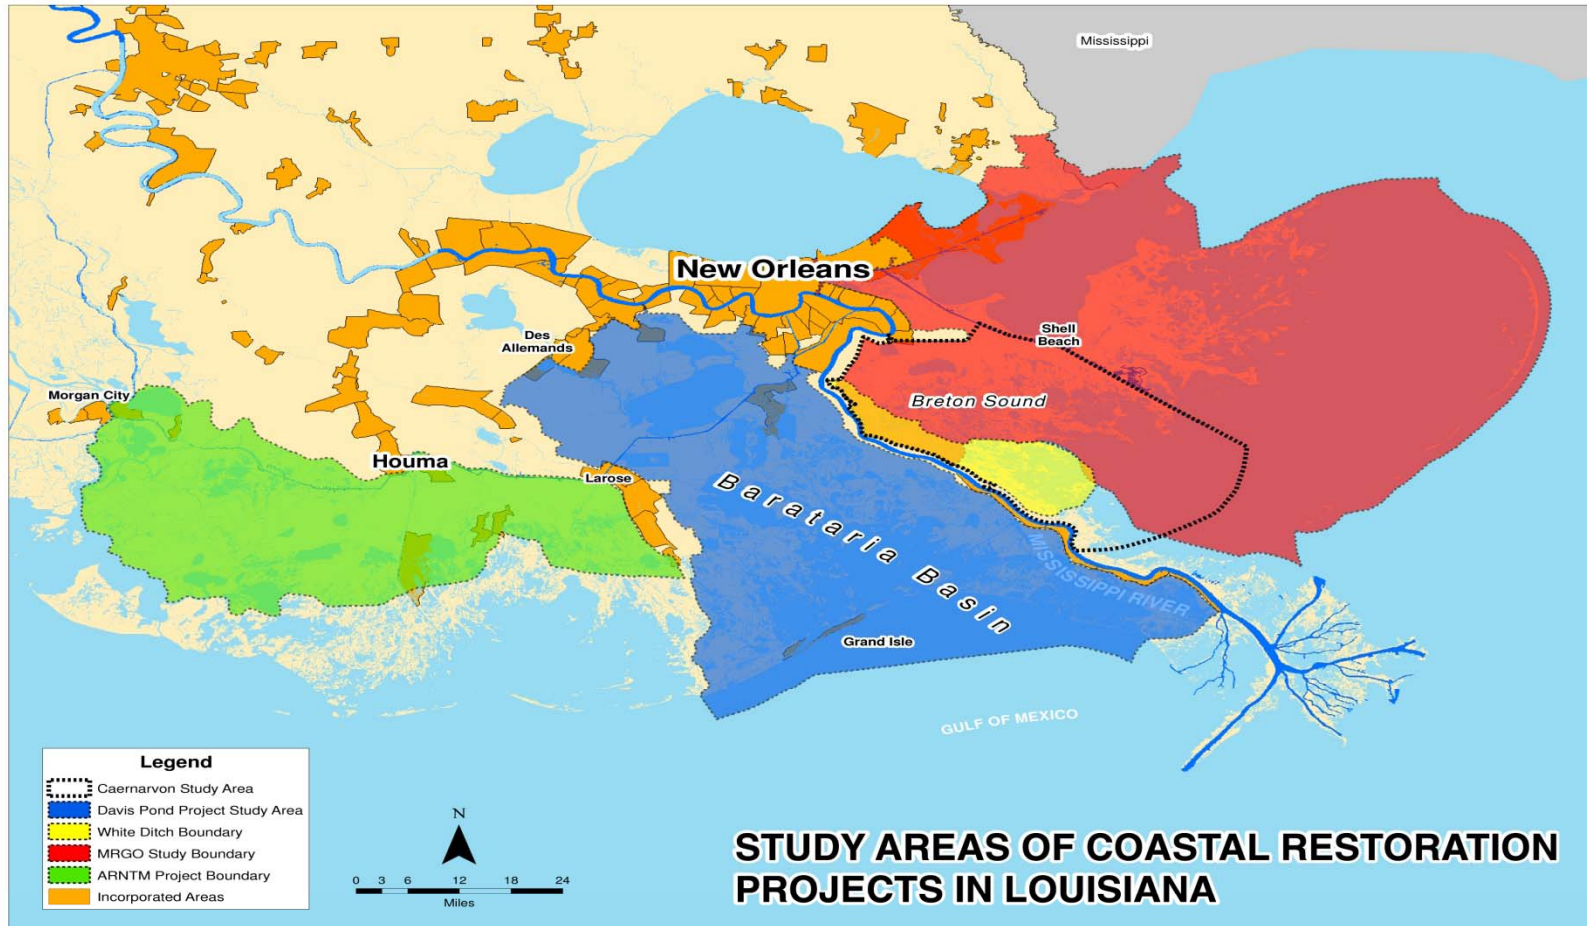 Mississippi
New Orleans
Des
Allemands
Shell
Beach
Morgan City
Breton Sound
Houma
Larose
Barataria Basin
MISSISSIPPI RIVER
Grand Isle
GULF OF MEXICO
Legend
Caernarvon Study Area
Davis Pond Project Study Area
White Ditch Boundary
MRGO Study Boundary
ARNTM Project Boundary
Incorporated Areas
N
0 3 6 12 18 24
Miles
STUDY AREAS OF COASTAL RESTORATION
PROJECTS IN LOUISIANA